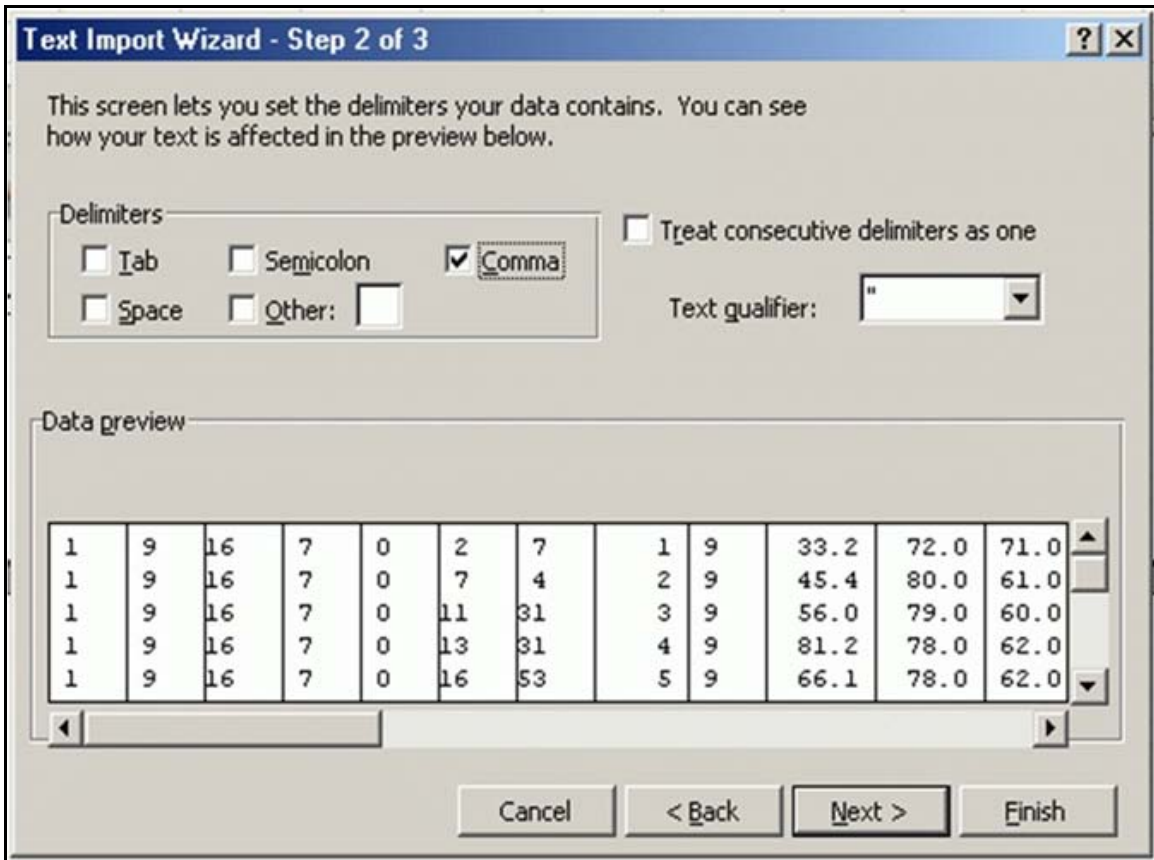 Text Import Wizard - Step 2 of 3
This screen lets you set the delimiters your data contains. You can see
how your text is affected in the preview below.
Delimiters
Tab Semicolon Comma
Space Other:
Treat consecutive delimiters as one
Text qualifier: "
Data preview
1 9 16 7 0 2 7 1 9 33.2 72.0 71.0
1 9 16 7 0 7 4 2 9 45.4 80.0 61.0
1 9 16 7 0 11 31 3 9 56.0 79.0 60.0
1 9 16 7 0 13 31 4 9 81.2 78.0 62.0
1 9 16 7 0 16 53 5 9 66.1 78.0 62.0
Cancel < Back Next > Finish